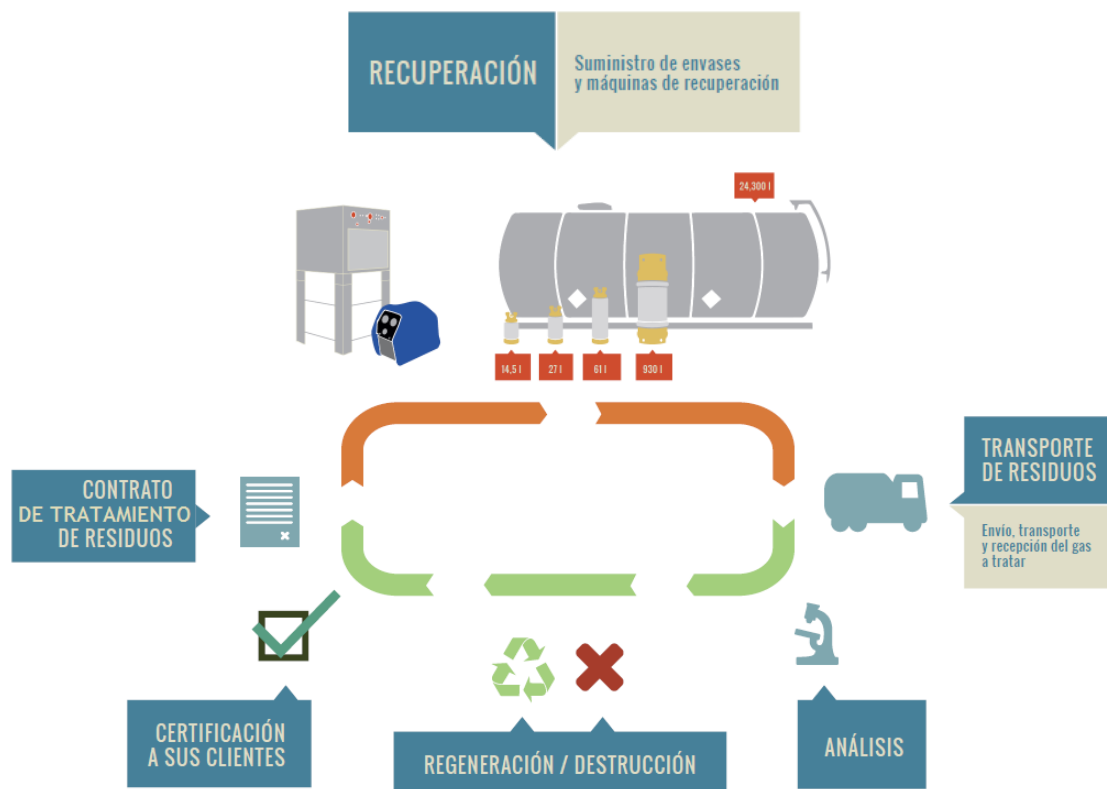 RECUPERACIÓN
Suministro de envases
y máquinas de recuperación
24,300 l
14,5 l
27 l
61 l
930 l
CONTRATO
DE TRATAMIENTO
DE RESIDUOS
TRANSPORTE
DE RESIDUOS
Envío, transporte
y recepción del gas
a tratar
CERTIFICACIÓN
A SUS CLIENTES
REGENERACIÓN / DESTRUCCIÓN
ANÁLISIS